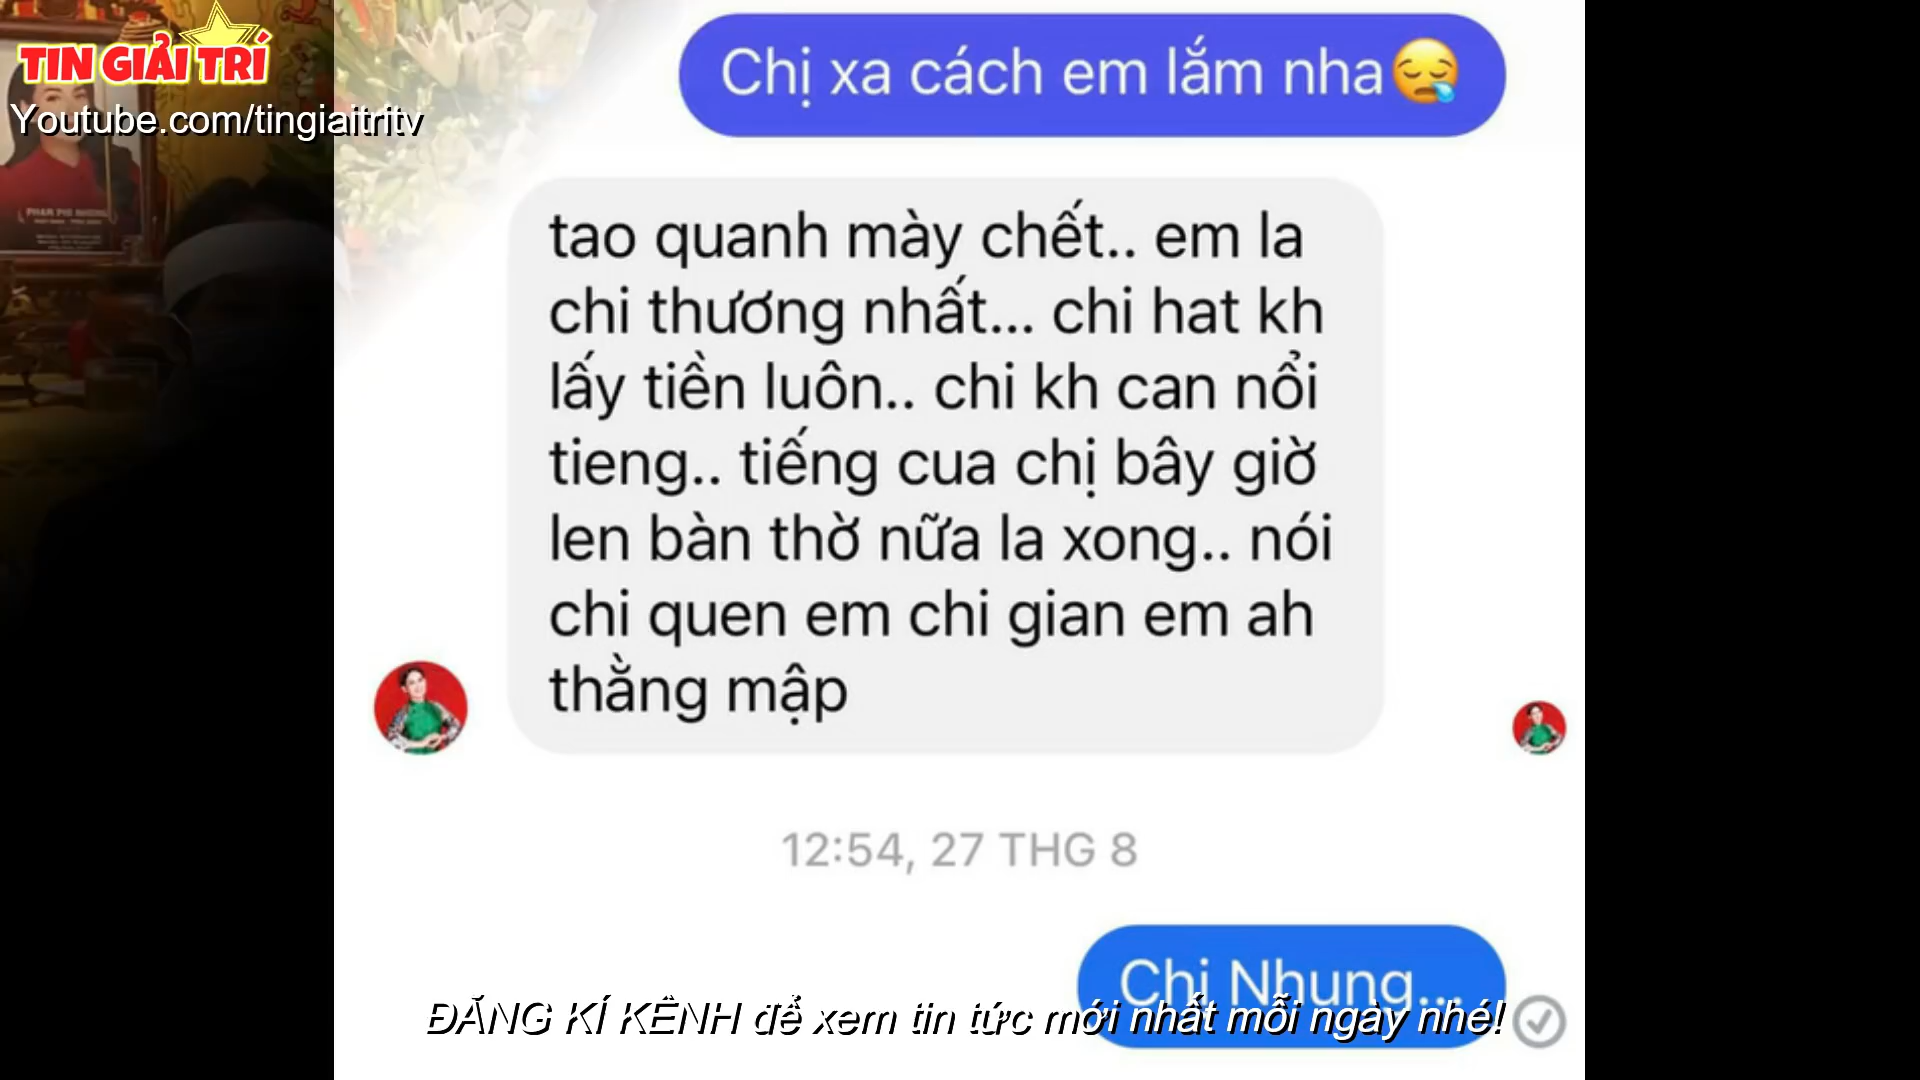 TIN GIẢI TRÍ
Youtube.com/tingiaitritv
Chị xa cách em lắm nha😪
tao quanh mày chết.. em la
chi thương nhất... chi hat kh
lấy tiền luôn.. chi kh can nổi
tieng.. tiếng cua chị bây giờ
len bàn thờ nữa la xong.. nói
chi quen em chi gian em ah
thằng mập
12:54, 27 THG 8
Chị Nhung...
ĐĂNG KÍ KÊNH để xem tin tức mới nhất mỗi ngày nhé!